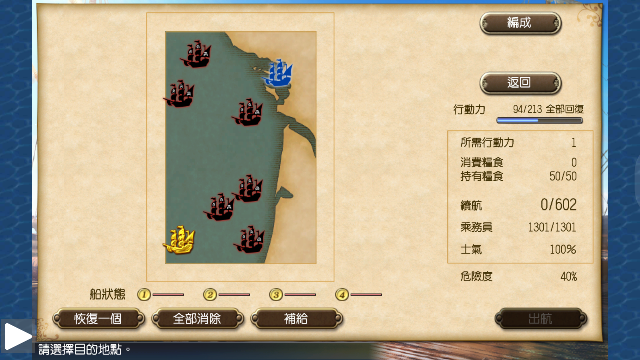 編成
返回
行動力 94/213 全部回復
所需行動力 1
消費糧食 0
持有糧食 50/50
續航 0/602
乘務員 1301/1301
士氣 100%
危險度 40%
船狀態 1 2 3 4
恢復一個 全部消除 補給 出航
請選擇目的地點。